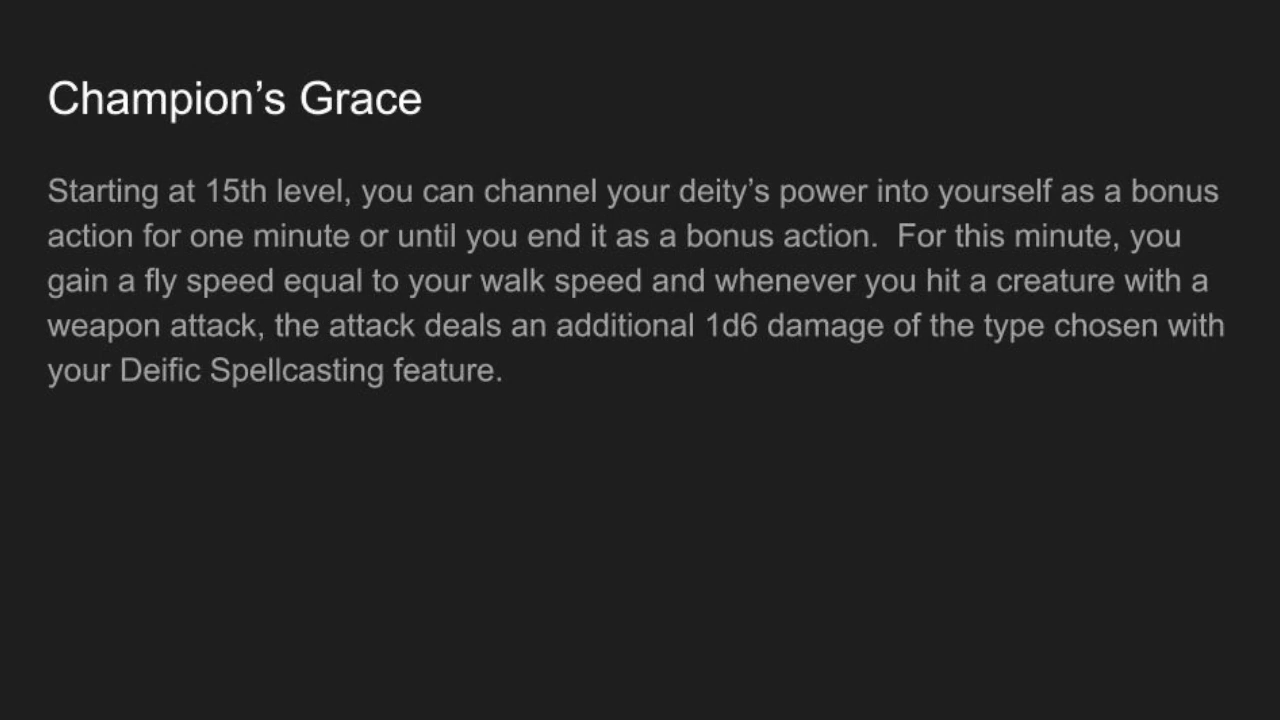 Champion’s Grace
Starting at 15th level, you can channel your deity’s power into yourself as a bonus
action for one minute or until you end it as a bonus action.  For this minute, you
gain a fly speed equal to your walk speed and whenever you hit a creature with a
weapon attack, the attack deals an additional 1d6 damage of the type chosen with
your Deific Spellcasting feature.